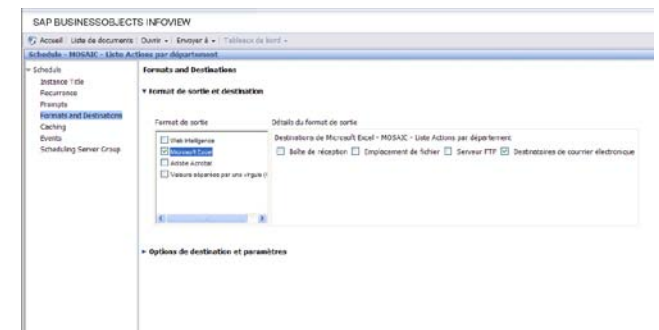 SAP BUSINESSOBJECTS INFOVIEW
Accueil Liste de documents Ouvrir Envoyer à Tableaux de bord
Schedule - MOSAIC - Liste Actions par département
Schedule
Instance Title
Recurrence
Prompts
Formats and Destinations
Caching
Events
Scheduling Server Group
Formats and Destinations
Format de sortie et destination
Format de sortie
Web Intelligence
Microsoft Excel
Adobe Acrobat
Valeurs séparées par une virgule (
Détails du format de sortie
Destinations de Microsoft Excel - MOSAIC - Liste Actions par département
Boîte de réception Emplacement de fichier Serveur FTP Destinataires de courrier électronique
Options de destination et paramètres